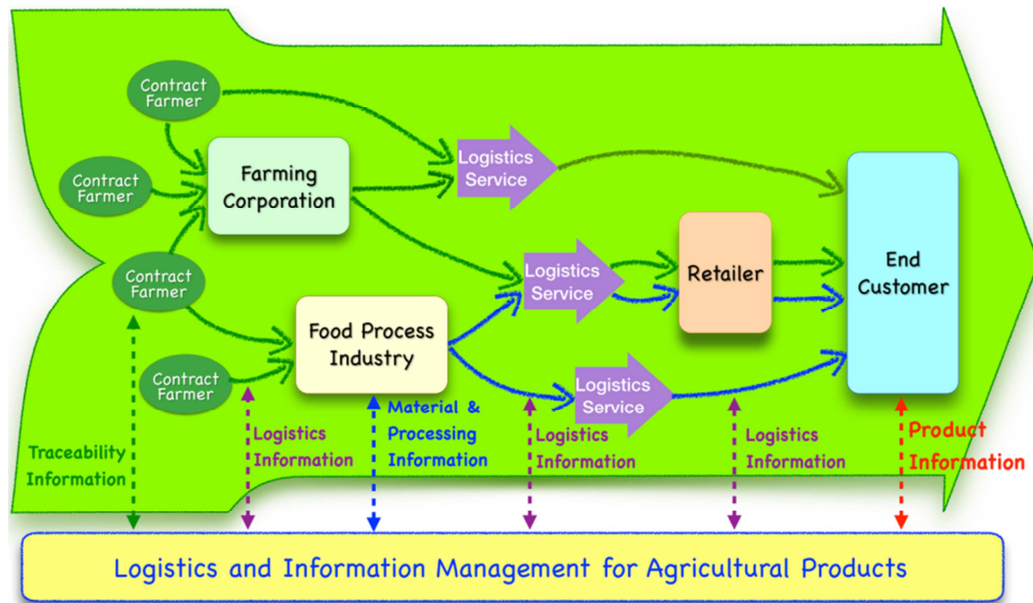 Contract
Farmer
Contract
Farmer
Contract
Farmer
Contract
Farmer
Farming
Corporation
Food Process
Industry
Logistics
Service
Logistics
Service
Logistics
Service
Retailer
End
Customer
Traceability
Information
Logistics
Information
Material &
Processing
Information
Logistics
Information
Logistics
Information
Product
Information
Logistics and Information Management for Agricultural Products